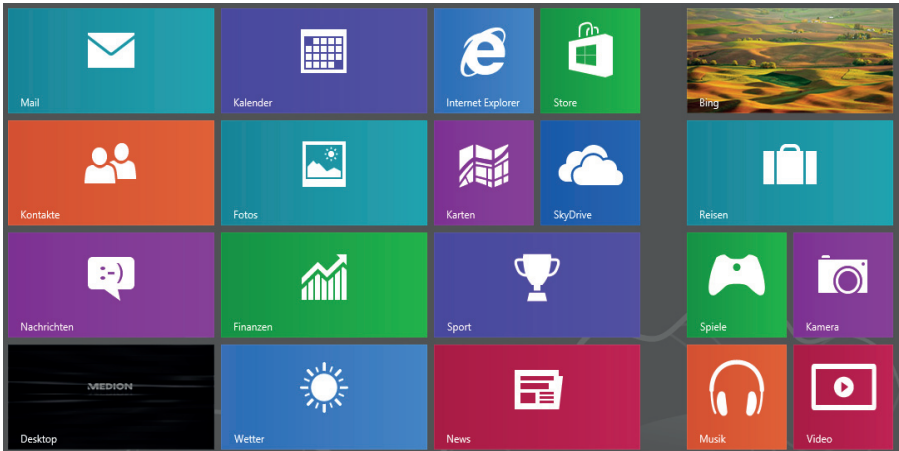 Mail
Kalender
Internet Explorer
Store
Bing
Kontakte
Fotos
Karten
SkyDrive
Reisen
:-)
Nachrichten
Finanzen
Sport
Spiele
Kamera
MEDION
Desktop
Wetter
News
Musik
Video